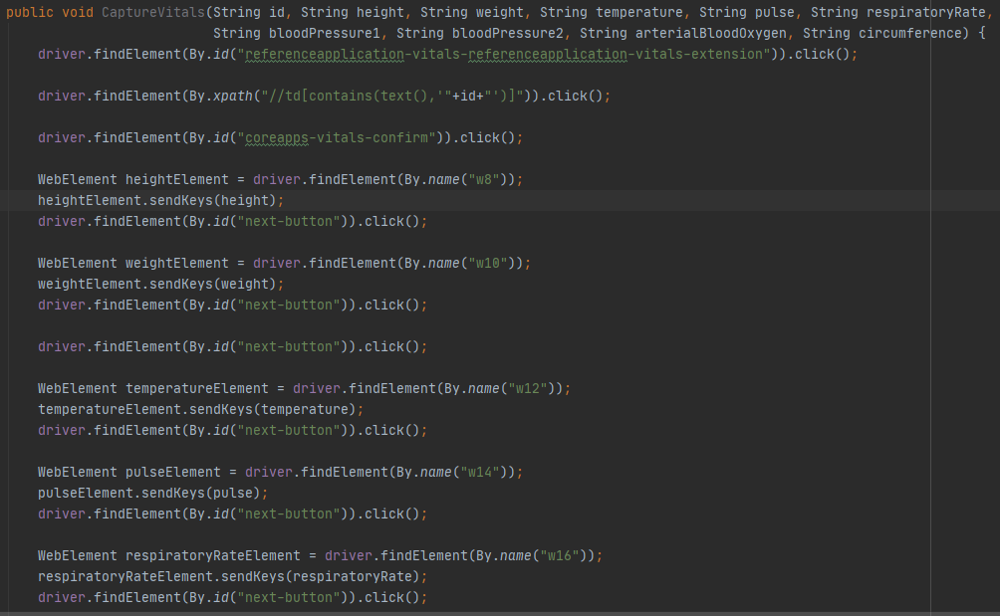 public void CaptureVitals(String id, String height, String weight, String temperature, String pulse, String respiratoryRate,
String bloodPressure1, String bloodPressure2, String arterialBloodOxygen, String circumference) {
driver.findElement(By.id("referenceapplication-vitals-referenceapplication-vitals-extension")).click();
driver.findElement(By.xpath("//td[contains(text(),'"+id+"')]")).click();
driver.findElement(By.id("coreapps-vitals-confirm")).click();
WebElement heightElement = driver.findElement(By.name("w8"));
heightElement.sendKeys(height);
driver.findElement(By.id("next-button")).click();
WebElement weightElement = driver.findElement(By.name("w10"));
weightElement.sendKeys(weight);
driver.findElement(By.id("next-button")).click();
driver.findElement(By.id("next-button")).click();
WebElement temperatureElement = driver.findElement(By.name("w12"));
temperatureElement.sendKeys(temperature);
driver.findElement(By.id("next-button")).click();
WebElement pulseElement = driver.findElement(By.name("w14"));
pulseElement.sendKeys(pulse);
driver.findElement(By.id("next-button")).click();
WebElement respiratoryRateElement = driver.findElement(By.name("w16"));
respiratoryRateElement.sendKeys(respiratoryRate);
driver.findElement(By.id("next-button")).click();